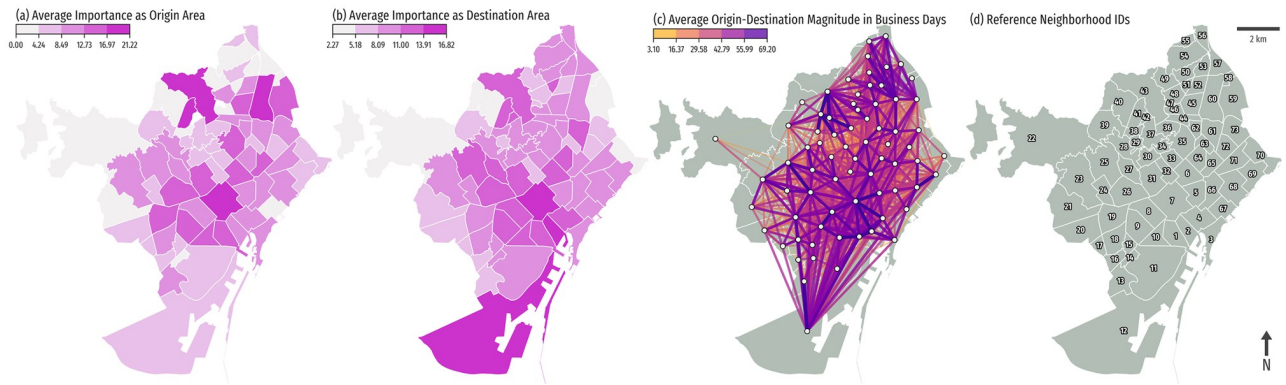 (a) Average Importance as Origin Area
0.00 4.24 8.49 12.73 16.97 21.22
(b) Average Importance as Destination Area
2.27 5.18 8.09 11.00 13.91 16.82
(c) Average Origin-Destination Magnitude in Business Days
3.10 16.37 29.58 42.79 55.99 69.20
(d) Reference Neighborhood IDs
2 km
56
55
54
53 57
50
49 58
51 52
43 48
40 47 45 60 59
46
41 42 44
39 36 62
38 37 61 73
22 28 29 34 35 63 72
30 33 64 70
25 27 65 71
32 6 69
23 31
24 26 5 66 68
7
21 8 67
19 4
20 9 2
18 10 1 3
17 15
16 14
11
13
12
N